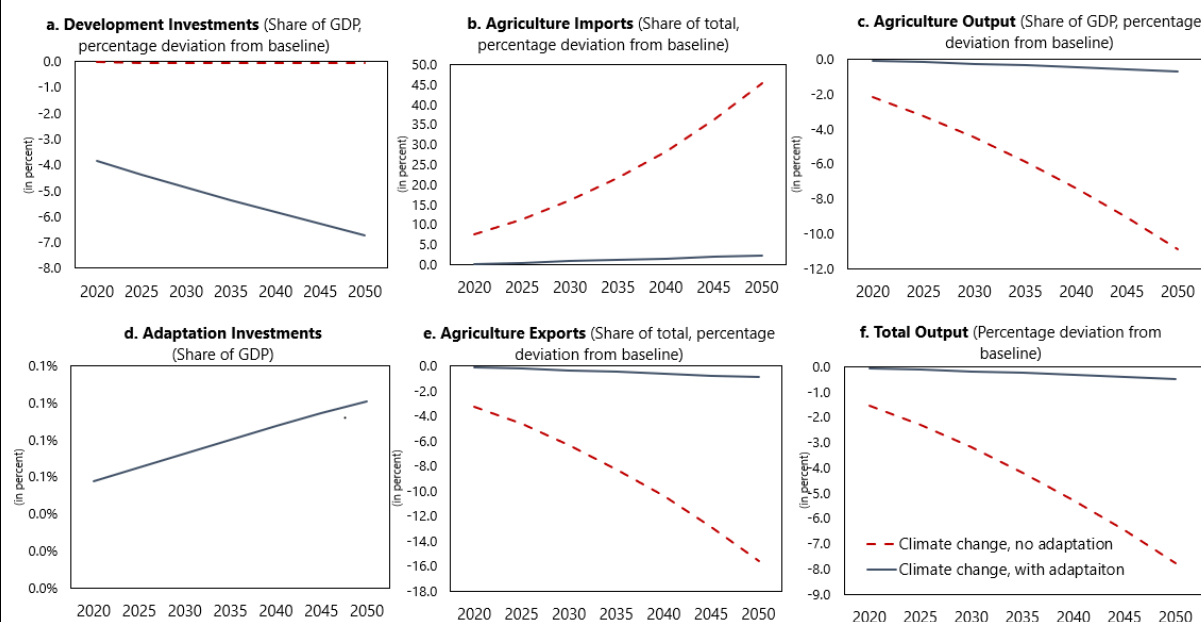 a. Development Investments (Share of GDP,
percentage deviation from baseline)
(in percent)
0.0
-1.0
-2.0
-3.0
-4.0
-5.0
-6.0
-7.0
-8.0
2020 2025 2030 2035 2040 2045 2050
b. Agriculture Imports (Share of total,
percentage deviation from baseline)
(in percent)
50.0
45.0
40.0
35.0
30.0
25.0
20.0
15.0
10.0
5.0
0.0
2020 2025 2030 2035 2040 2045 2050
c. Agriculture Output (Share of GDP, percentage
deviation from baseline)
(in percent)
0.0
-2.0
-4.0
-6.0
-8.0
-10.0
-12.0
2020 2025 2030 2035 2040 2045 2050
d. Adaptation Investments
(Share of GDP)
(in percent)
0.1%
0.1%
0.1%
0.1%
0.0%
0.0%
0.0%
2020 2025 2030 2035 2040 2045 2050
e. Agriculture Exports (Share of total, percentage
deviation from baseline)
(in percent)
0.0
-2.0
-4.0
-6.0
-8.0
-10.0
-12.0
-14.0
-16.0
-18.0
2020 2025 2030 2035 2040 2045 2050
f. Total Output (Percentage deviation from
baseline)
(in percent)
0.0
-1.0
-2.0
-3.0
-4.0
-5.0
-6.0
-7.0
-8.0
-9.0
Climate change, no adaptation
Climate change, with adaptaiton
2020 2025 2030 2035 2040 2045 2050